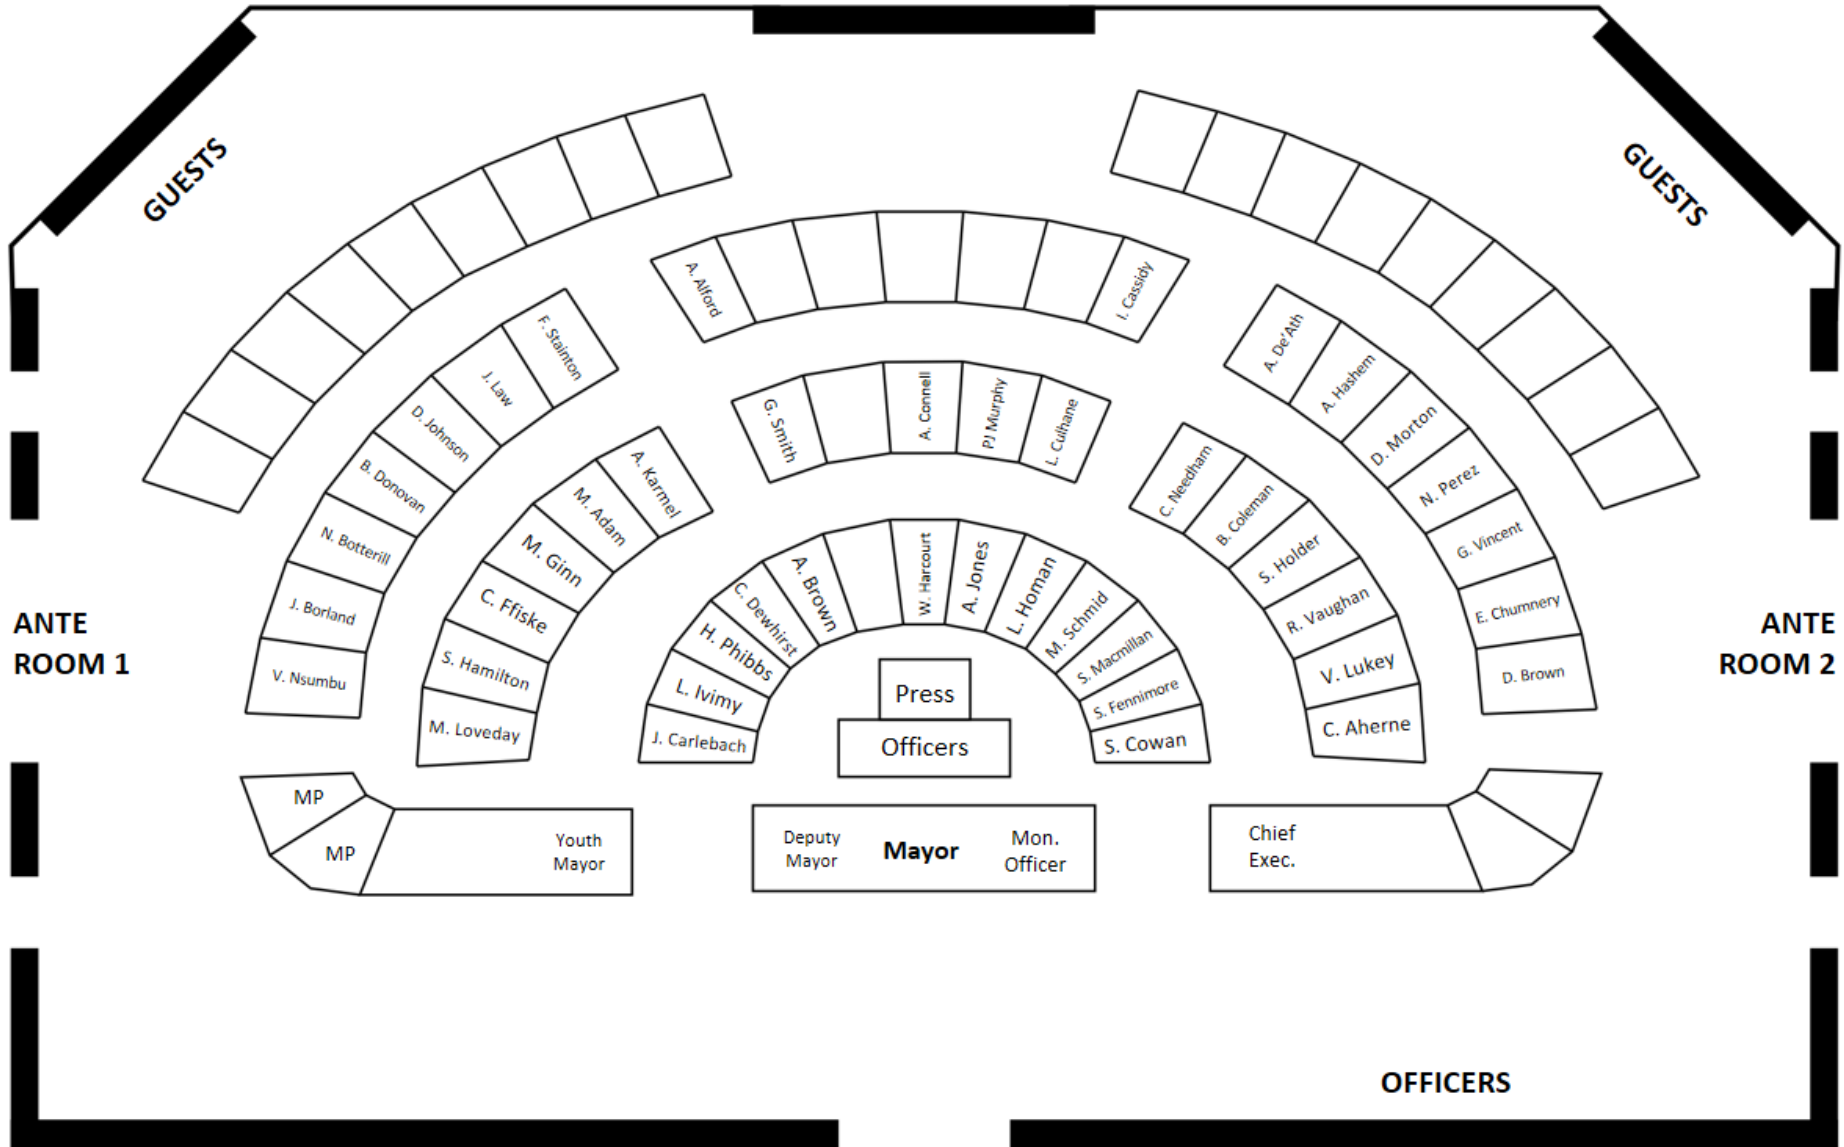 GUESTS
GUESTS
A. Alford
I. Cassidy
F. Stainton
J. Law
D. Johnson
B. Donovan
N. Botterill
J. Borland
V. Nsumbu
A. De'Ath
A. Hashem
D. Morton
N. Perez
G. Vincent
E. Chumnery
D. Brown
G. Smith
A. Connell
PJ Murphy
L. Culhane
A. Karmel
M. Adam
M. Ginn
C. Ffiske
S. Hamilton
M. Loveday
C. Needham
B. Coleman
S. Holder
R. Vaughan
V. Lukey
C. Aherne
J. Carlebach
L. Ivimy
H. Phibbs
C. Dewhirst
A. Brown
W. Harcourt
A. Jones
L. Homan
M. Schmid
S. Macmillan
S. Fennimore
S. Cowan
ANTE
ROOM 1
ANTE
ROOM 2
Press
Officers
MP
MP
Youth
Mayor
Deputy
Mayor
Mayor
Mon.
Officer
Chief
Exec.
OFFICERS